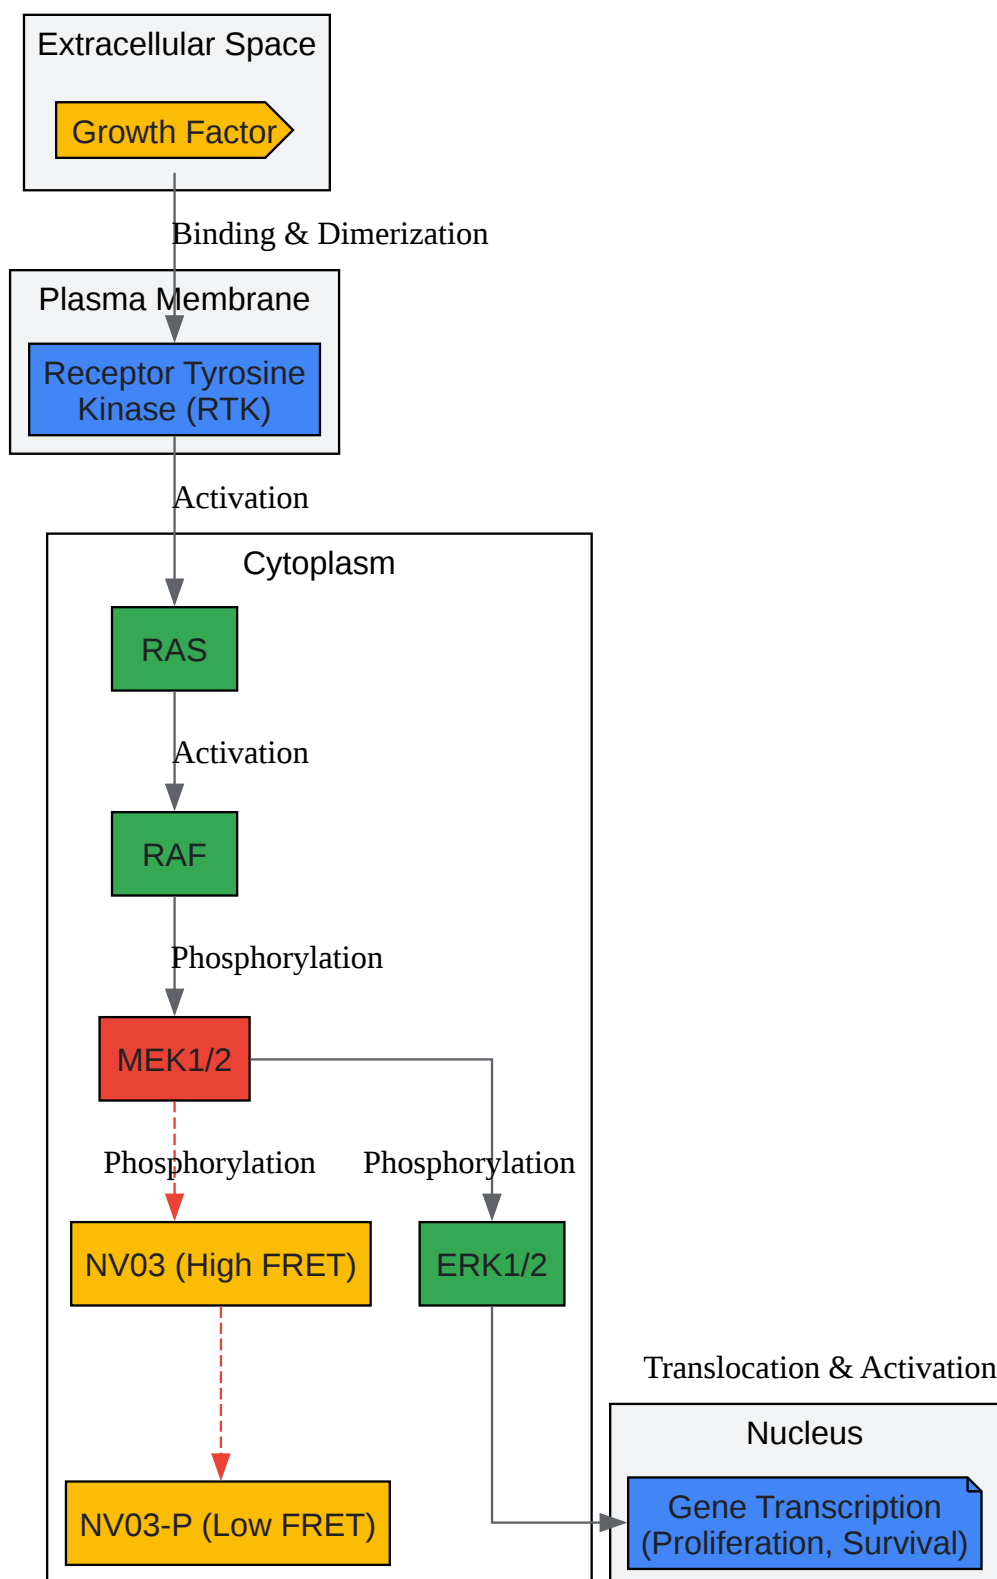 Extracellular Space
Growth Factor
Binding & Dimerization
Plasma Membrane
Receptor Tyrosine
Kinase (RTK)
Activation
Cytoplasm
RAS
Activation
RAF
Phosphorylation
MEK1/2
Phosphorylation
Phosphorylation
NV03 (High FRET)
ERK1/2
Translocation & Activation
Nucleus
Gene Transcription
(Proliferation, Survival)
NV03-P (Low FRET)